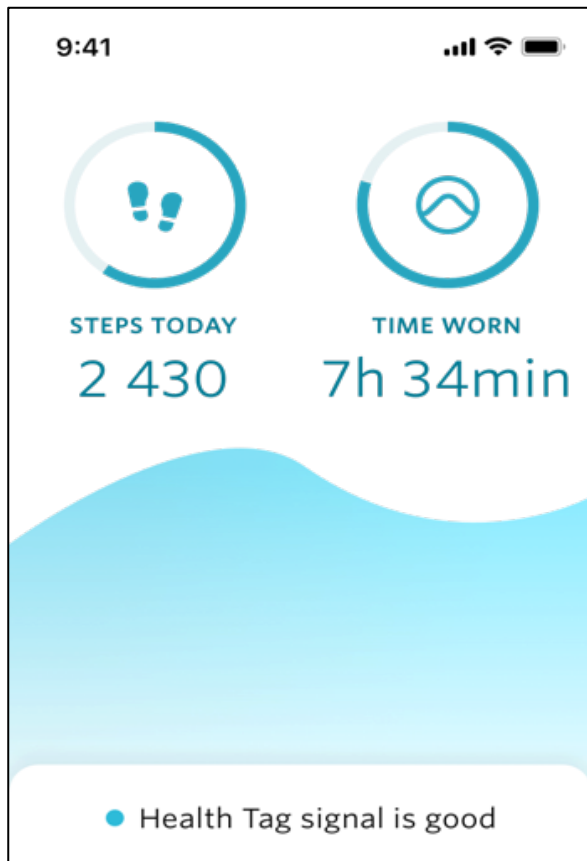 9:41
STEPS TODAY
2 430
TIME WORN
7h 34min
Health Tag signal is good